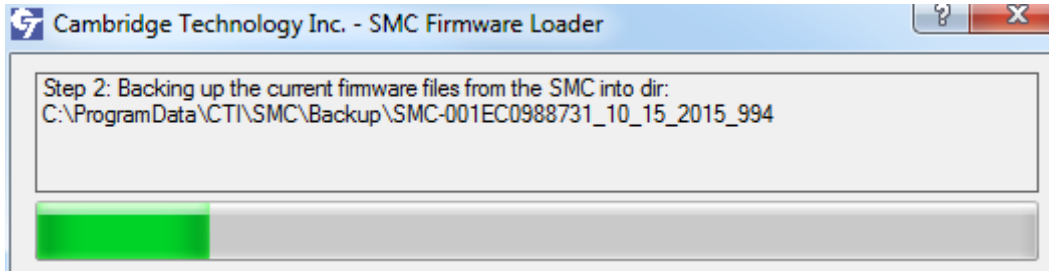 Cambridge Technology Inc. - SMC Firmware Loader
Step 2: Backing up the current firmware files from the SMC into dir:
C:\ProgramData\CTI\SMC\Backup\SMC-001EC0988731_10_15_2015_994